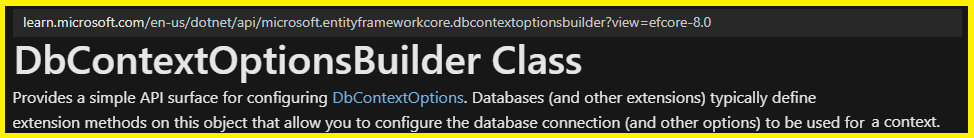 learn.microsoft.com/en-us/dotnet/api/microsoft.entityframeworkcore.dbcontextoptionsbuilder?view=efcore-8.0
DbContextOptionsBuilder Class
Provides a simple API surface for configuring DbContextOptions. Databases (and other extensions) typically define
extension methods on this object that allow you to configure the database connection (and other options) to be used for a context.